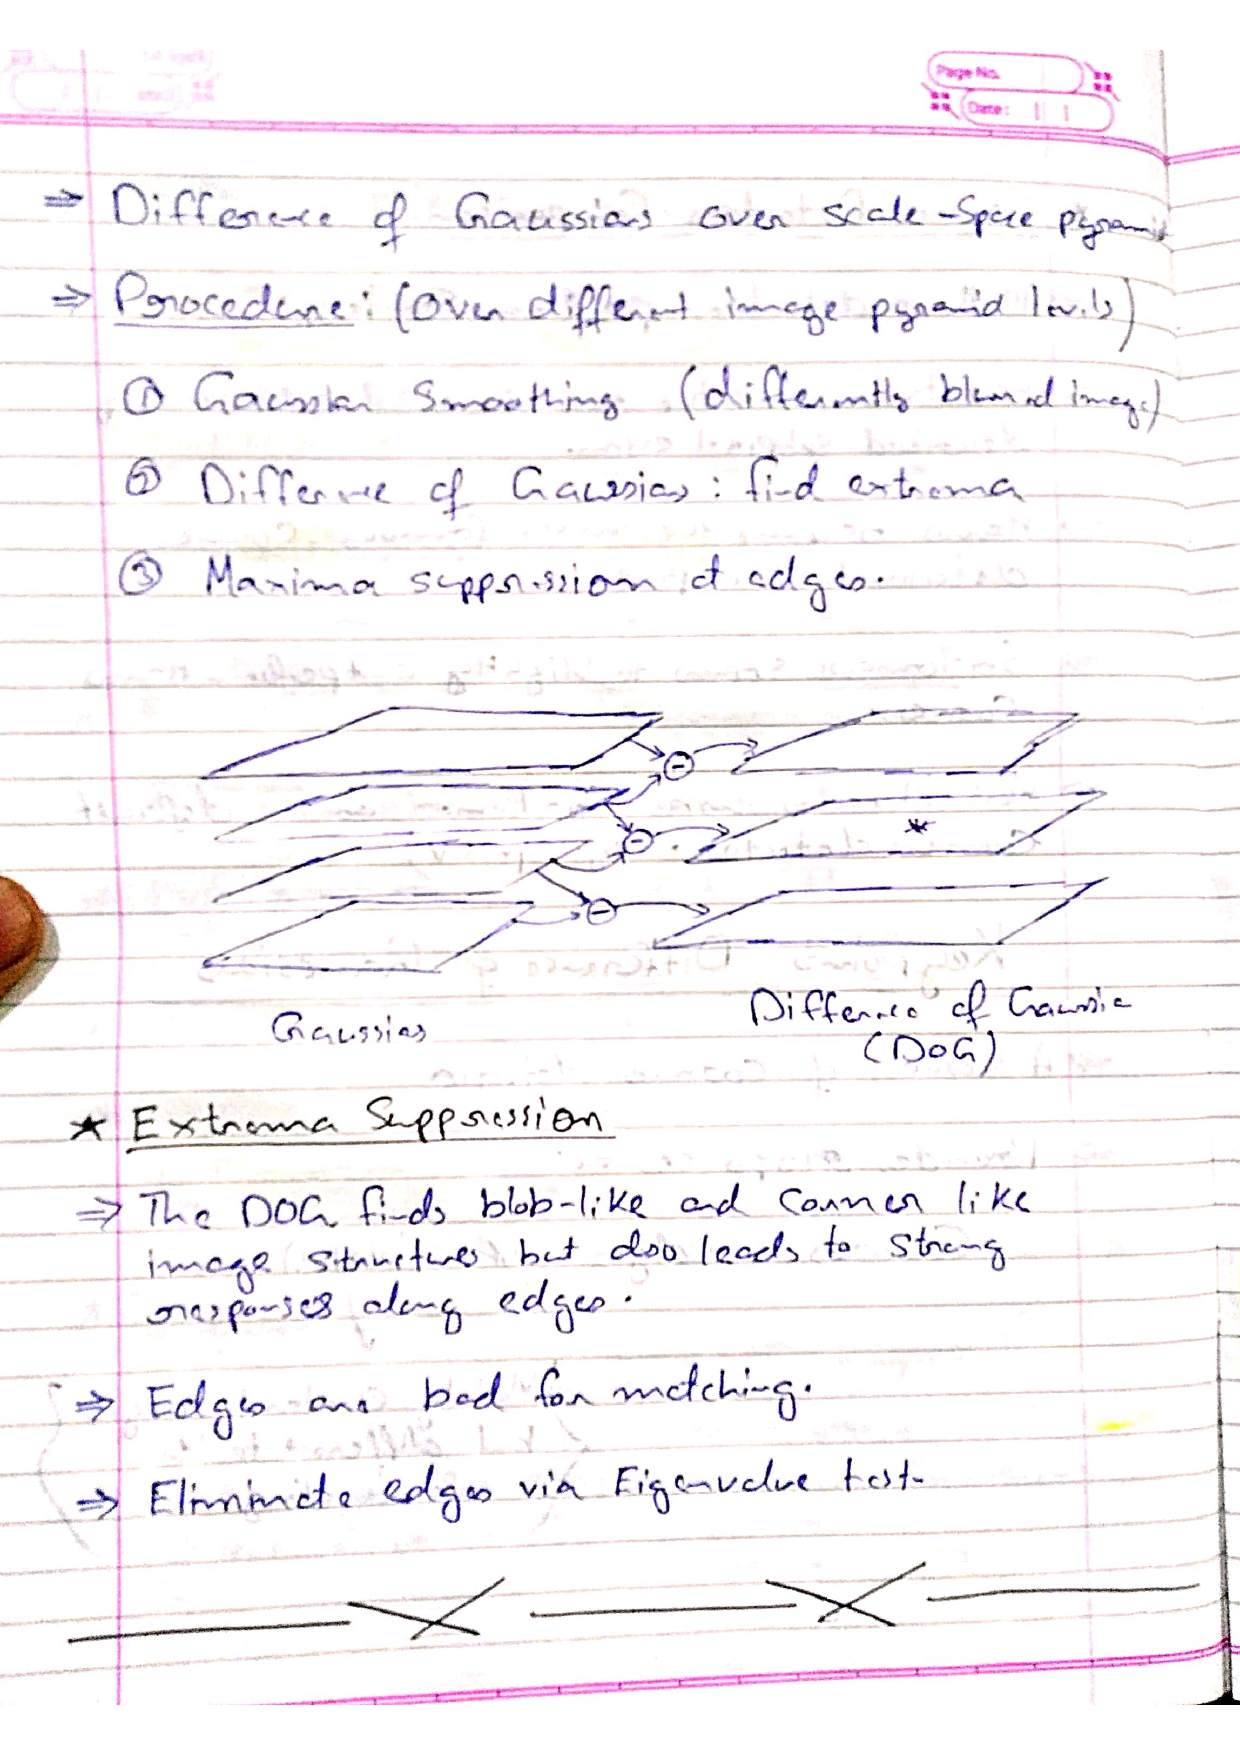 Page No.
Date:
⇒ Difference of Gaussians over scale-Space pyramid
⇒ Procedure: (Over different image pyramid levels)
① Gaussian Smoothing (differently blurred image)
② Difference of Gaussians: find extrema
③ Maxima suppression at edges.
Gaussians
Difference of Gaussian
(DOG)
★ Extrema Suppression
⇒ The DOG finds blob-like and corner like
image structures but also leads to strong
responses along edges.
⇒ Edges are bad for matching.
⇒ Eliminate edges via Eigenvalue test.